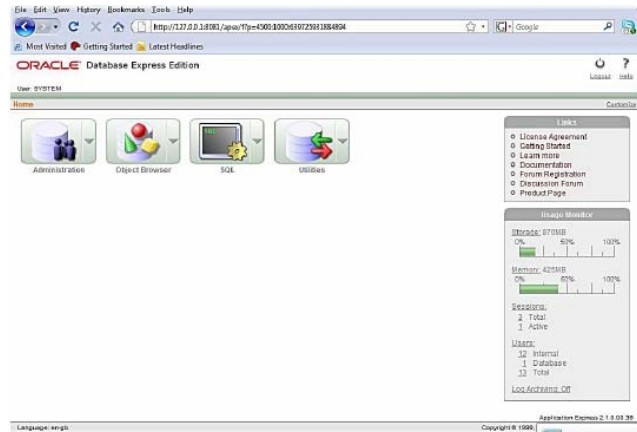 File Edit View History Bookmarks Tools Help
http://127.0.0.1:8081/apex/f?p=4500:1000:639725931884894
Google
Most Visited Getting Started Latest Headlines
ORACLE Database Express Edition
Logout Help
User: SYSTEM
Home
Customize
Administration
Object Browser
SQL
SQL
Utilities
Links
License Agreement
Getting Started
Learn more
Documentation
Forum Registration
Discussion Forum
Product Page
Usage Monitor
Storage: 870MB
0% 50% 100%
Memory: 425MB
0% 50% 100%
Sessions:
3 Total
1 Active
Users:
12 Internal
1 Database
13 Total
Log Archiving: Off
Application Express 2.1.0.00.39
Language: en-gb
Copyright © 1999,